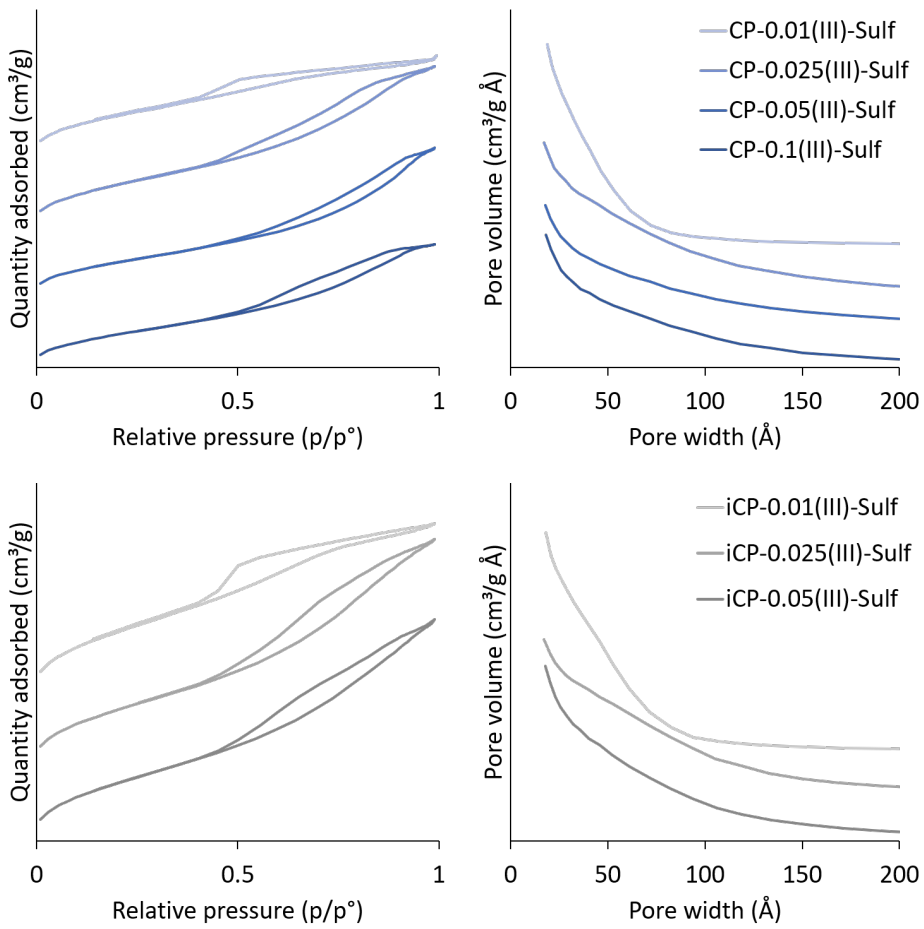 Quantity adsorbed (cm³/g)
0
0.5
1
Relative pressure (p/p°)
Pore volume (cm³/g Å)
CP-0.01(III)-Sulf
CP-0.025(III)-Sulf
CP-0.05(III)-Sulf
CP-0.1(III)-Sulf
0
50
100
150
200
Pore width (Å)
Quantity adsorbed (cm³/g)
0
0.5
1
Relative pressure (p/p°)
Pore volume (cm³/g Å)
iCP-0.01(III)-Sulf
iCP-0.025(III)-Sulf
iCP-0.05(III)-Sulf
0
50
100
150
200
Pore width (Å)